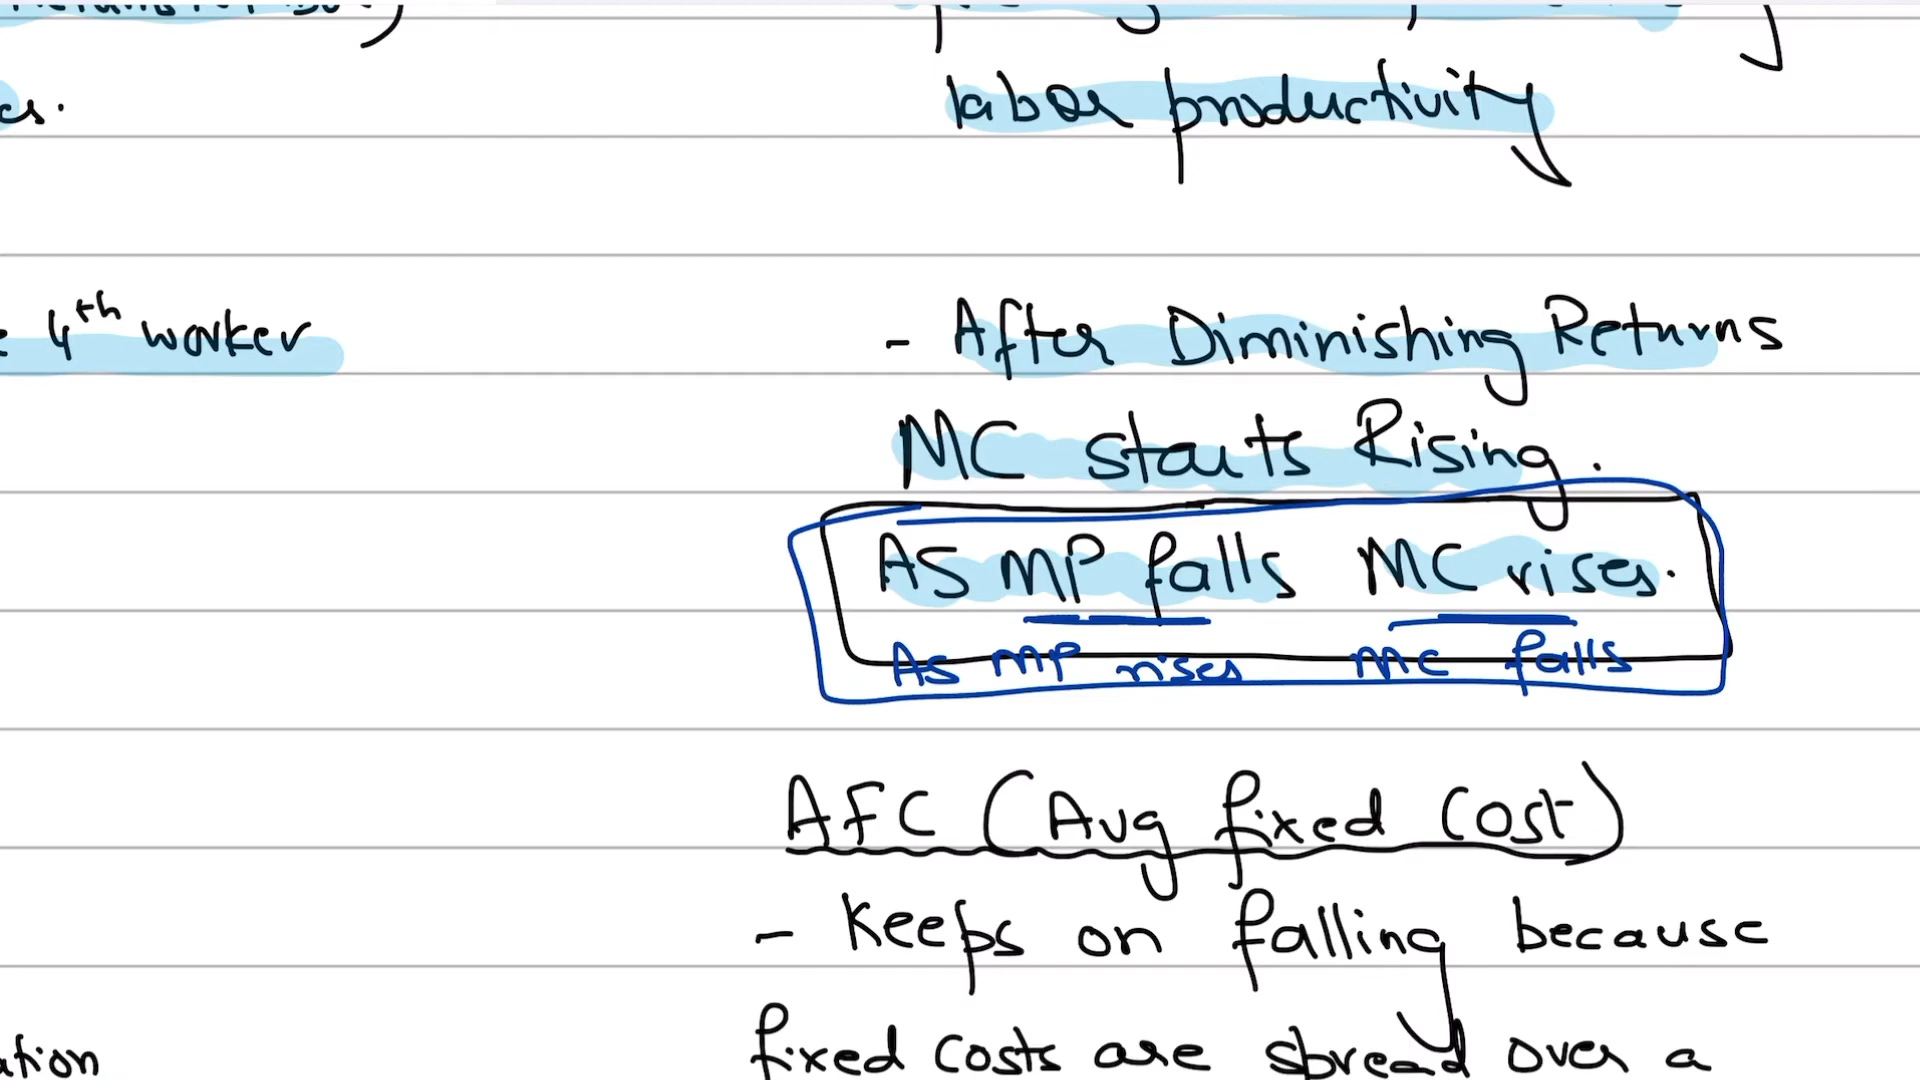 labor productivity
4th worker
- After Diminishing Returns
MC starts Rising.
As MP falls MC rises.
As MP rises MC falls
AFC (Avg fixed Cost)
- Keeps on falling because
fixed costs are spread over a